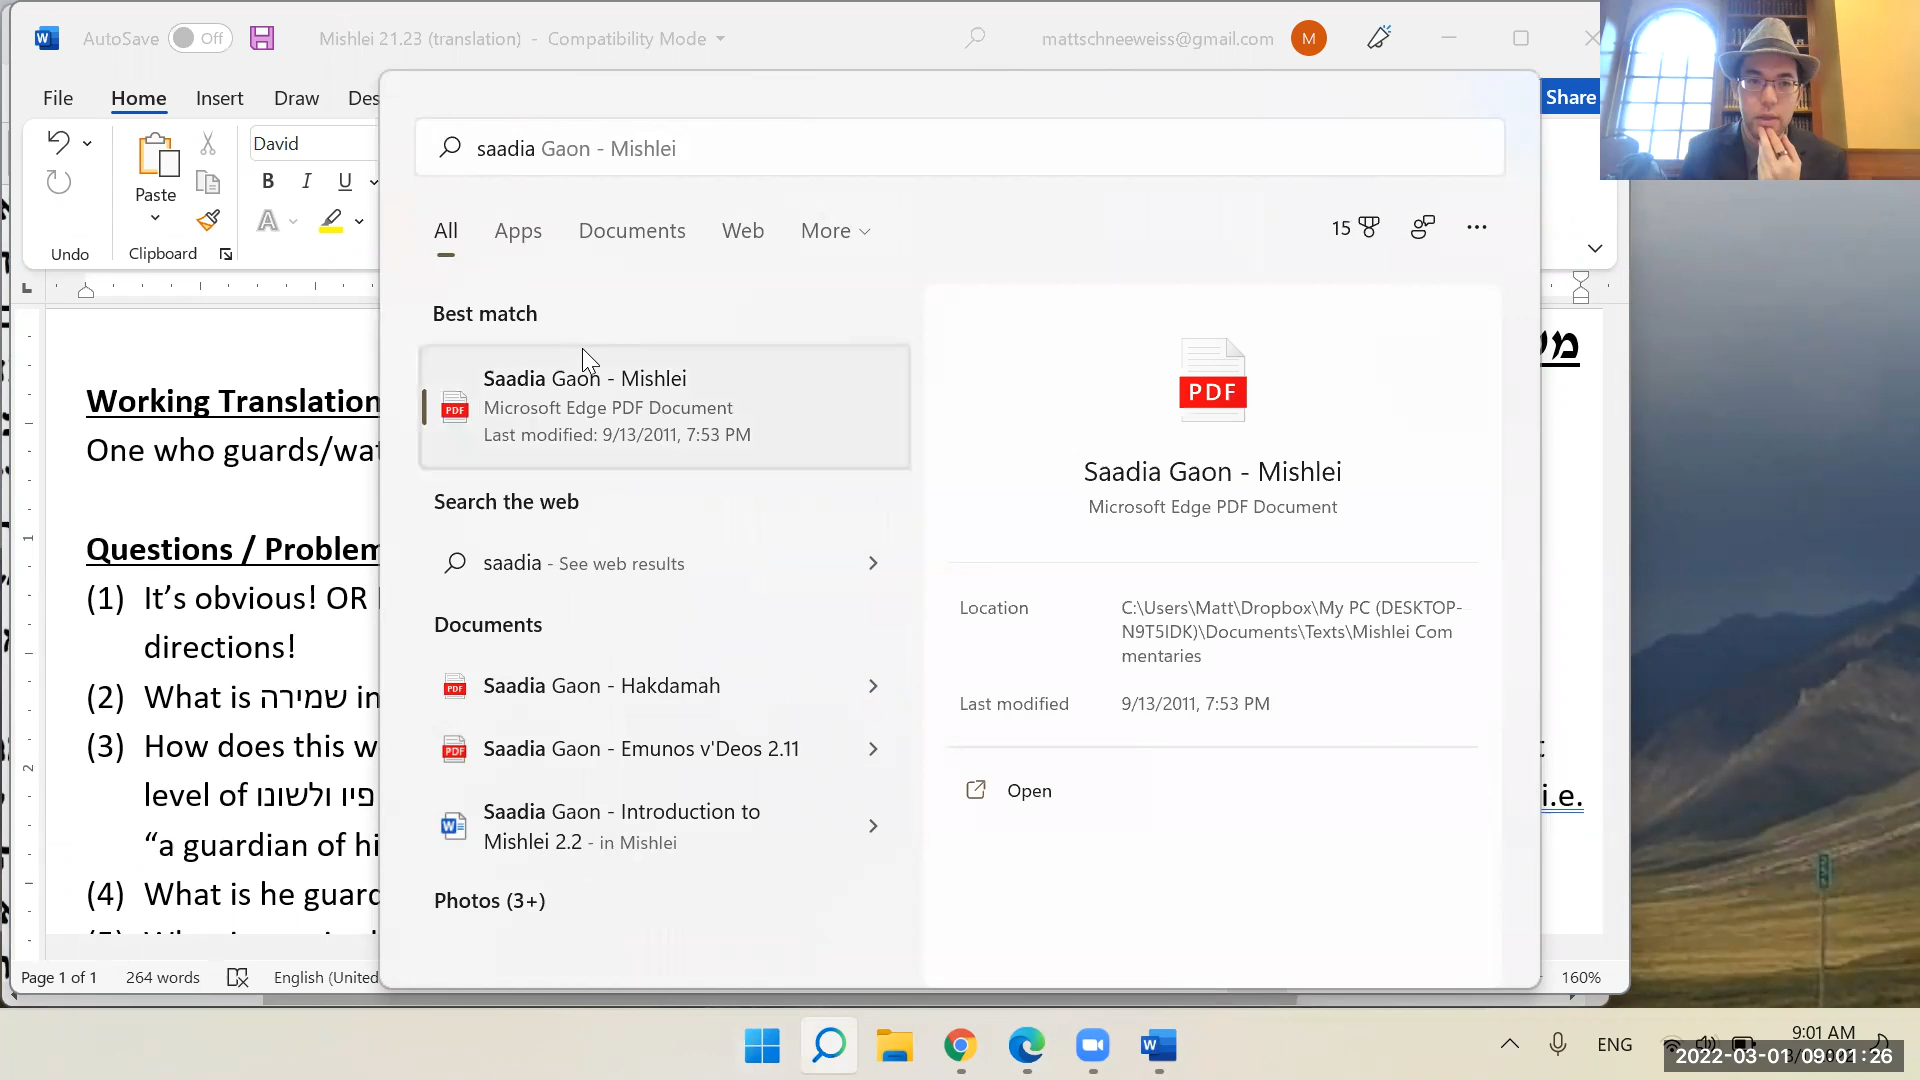 AutoSave Off Mishlei 21.23 (translation) - Compatibility Mode mattschneeweiss@gmail.com M
File Home Insert Draw Des Share
saadia Gaon - Mishlei
David
B I U
Paste
A
Undo Clipboard
All Apps Documents Web More 15
Best match
Saadia Gaon - Mishlei
Microsoft Edge PDF Document
Last modified: 9/13/2011, 7:53 PM
Search the web
saadia - See web results
Documents
Saadia Gaon - Hakdamah
Saadia Gaon - Emunos v'Deos 2.11
Saadia Gaon - Introduction to
Mishlei 2.2 - in Mishlei
Photos (3+)
PDF
Saadia Gaon - Mishlei
Microsoft Edge PDF Document
Location C:\Users\Matt\Dropbox\My PC (DESKTOP-
N9T5IDK)\Documents\Texts\Mishlei Com
mentaries
Last modified 9/13/2011, 7:53 PM
Open
Working Translation
One who guards/wat
Questions / Problem
(1) It's obvious! OR
directions!
(2) What is שמירה in
(3) How does this w
level of פיו ולשונו i.e.
“a guardian of hi
(4) What is he guard
Page 1 of 1 264 words English (United 160%
ENG 9:01 AM
2022-03-01 09:01:26